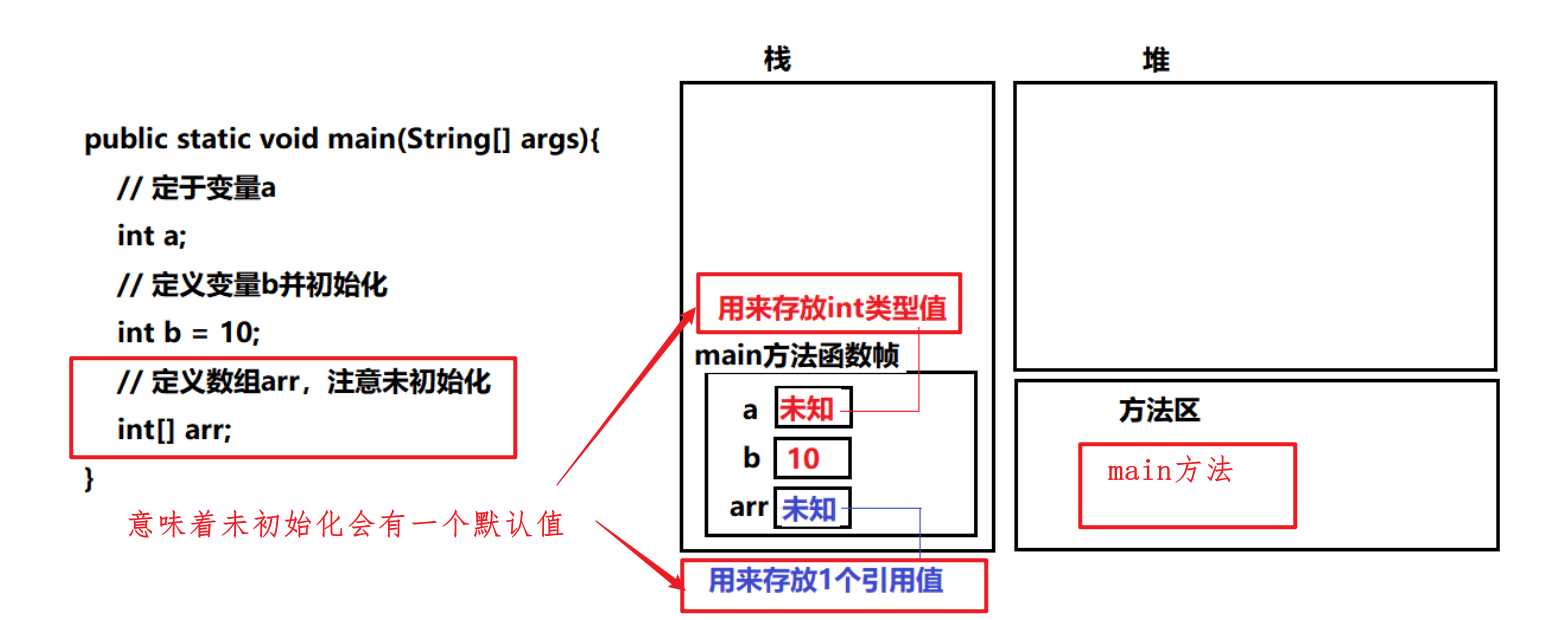 public static void main(String[] args){
// 定于变量a
int a;
// 定义变量b并初始化
int b = 10;
// 定义数组arr，注意未初始化
int[] arr;
}
意味着未初始化会有一个默认值
栈
用来存放int类型值
main方法函数帧
a 未知
b 10
arr 未知
用来存放1个引用值
堆
方法区
main方法